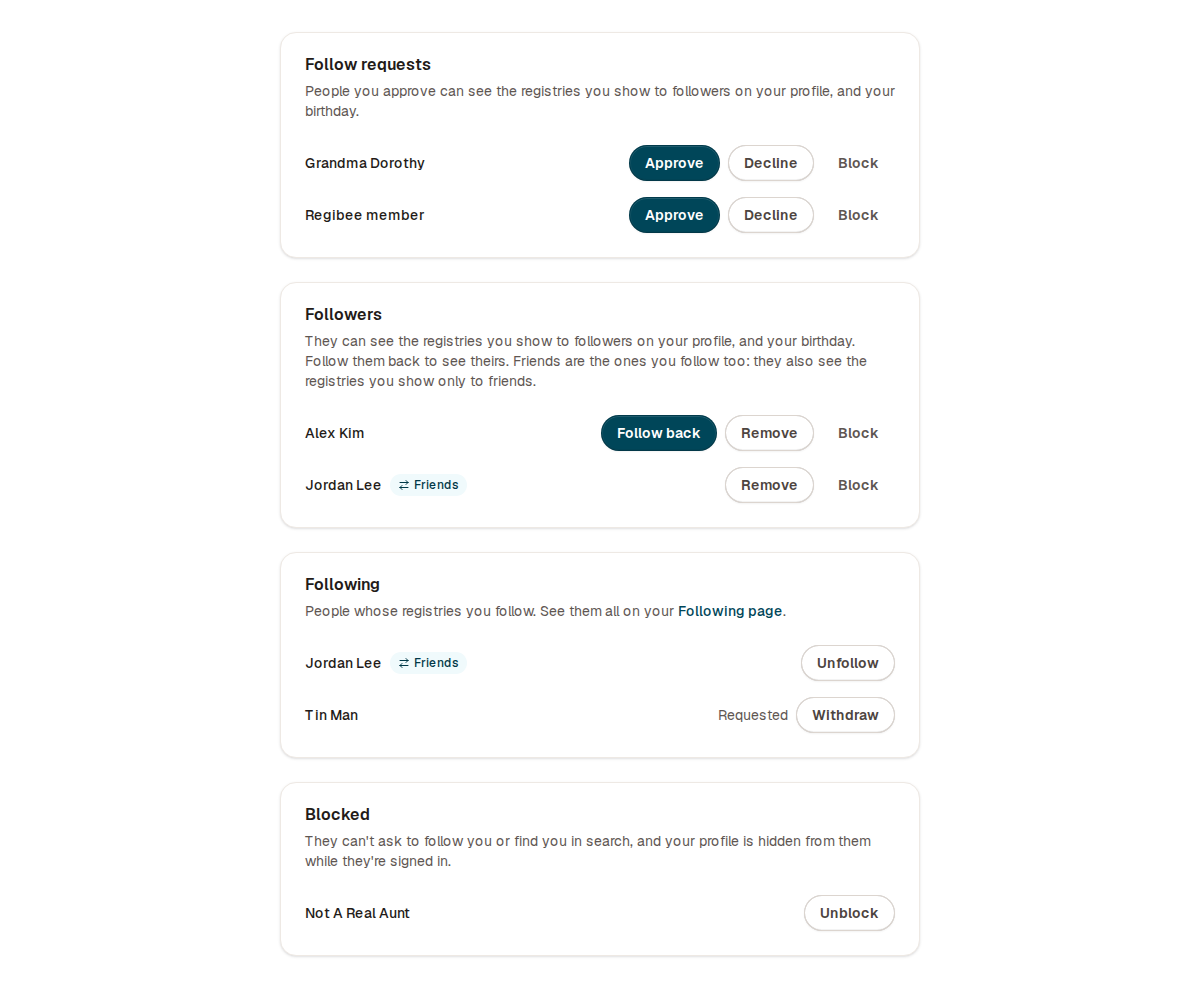 Follow requests
People you approve can see the registries you show to followers on your profile, and your
birthday.
Grandma Dorothy Approve Decline Block
Regibee member Approve Decline Block
Followers
They can see the registries you show to followers on your profile, and your birthday.
Follow them back to see theirs. Friends are the ones you follow too: they also see the
registries you show only to friends.
Alex Kim Follow back Remove Block
Jordan Lee Friends Remove Block
Following
People whose registries you follow. See them all on your Following page.
Jordan Lee Friends Unfollow
Tin Man Requested Withdraw
Blocked
They can't ask to follow you or find you in search, and your profile is hidden from them
while they're signed in.
Not A Real Aunt Unblock